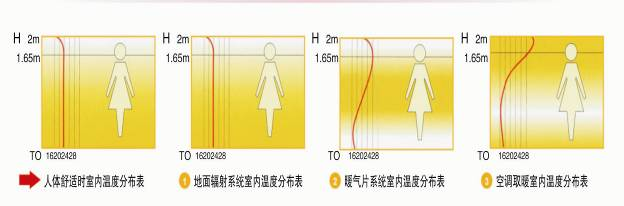 H 2m
1.65m
TO 16202428
人体舒适时室内温度分布表
H 2m
1.65m
TO 16202428
1 地面辐射系统室内温度分布表
H 2m
1.65m
TO 16202428
2 暖气片系统室内温度分布表
H 2m
1.65m
TO 16202428
3 空调取暖室内温度分布表